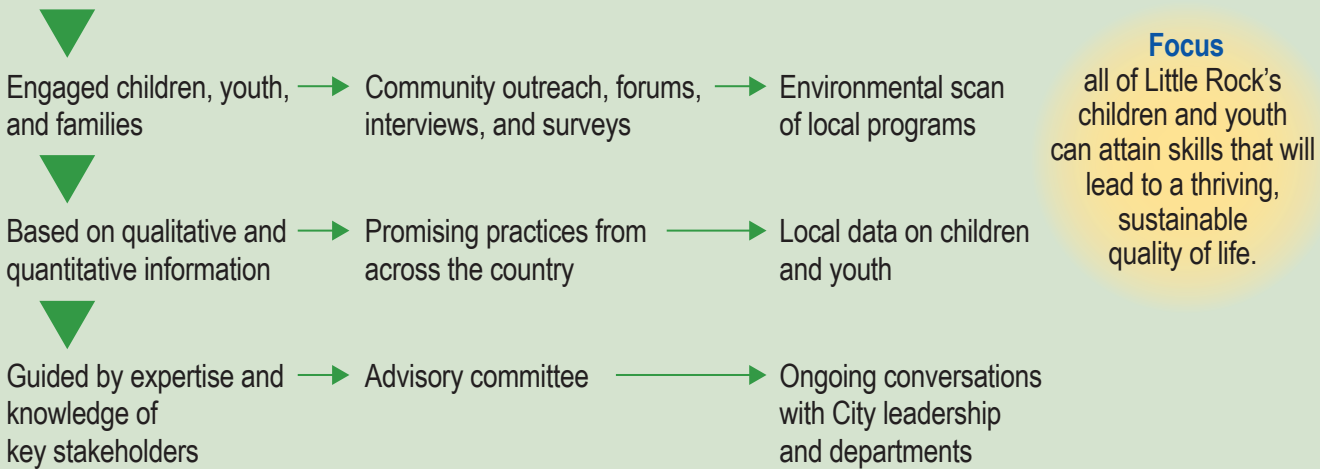 Engaged children, youth,
and families
Community outreach, forums,
interviews, and surveys
Environmental scan
of local programs
Based on qualitative and
quantitative information
Promising practices from
across the country
Local data on children
and youth
Guided by expertise and
knowledge of
key stakeholders
Advisory committee
Ongoing conversations
with City leadership
and departments
Focus
all of Little Rock's
children and youth
can attain skills that will
lead to a thriving,
sustainable
quality of life.